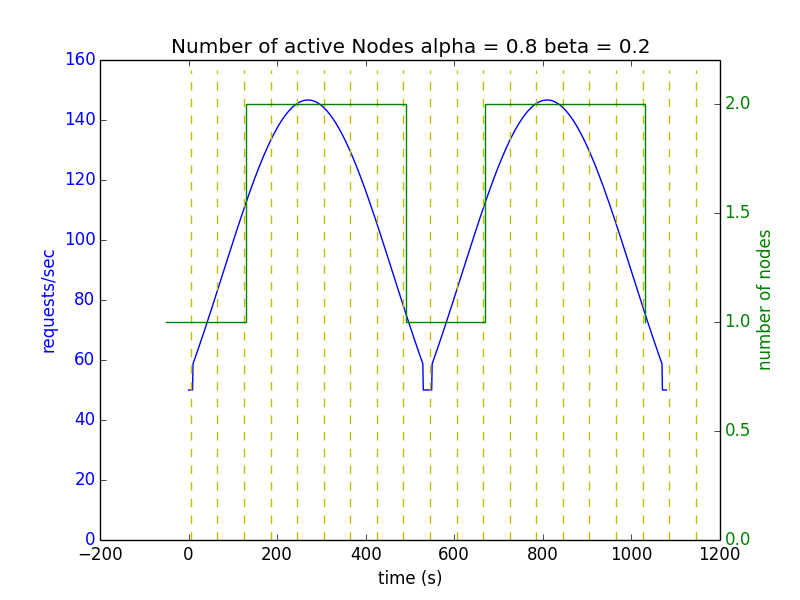 Number of active Nodes alpha = 0.8 beta = 0.2
160
140
120
100
80
60
40
20
0
requests/sec
2.0
1.5
1.0
0.5
0.0
number of nodes
−200 0 200 400 600 800 1000 1200
time (s)